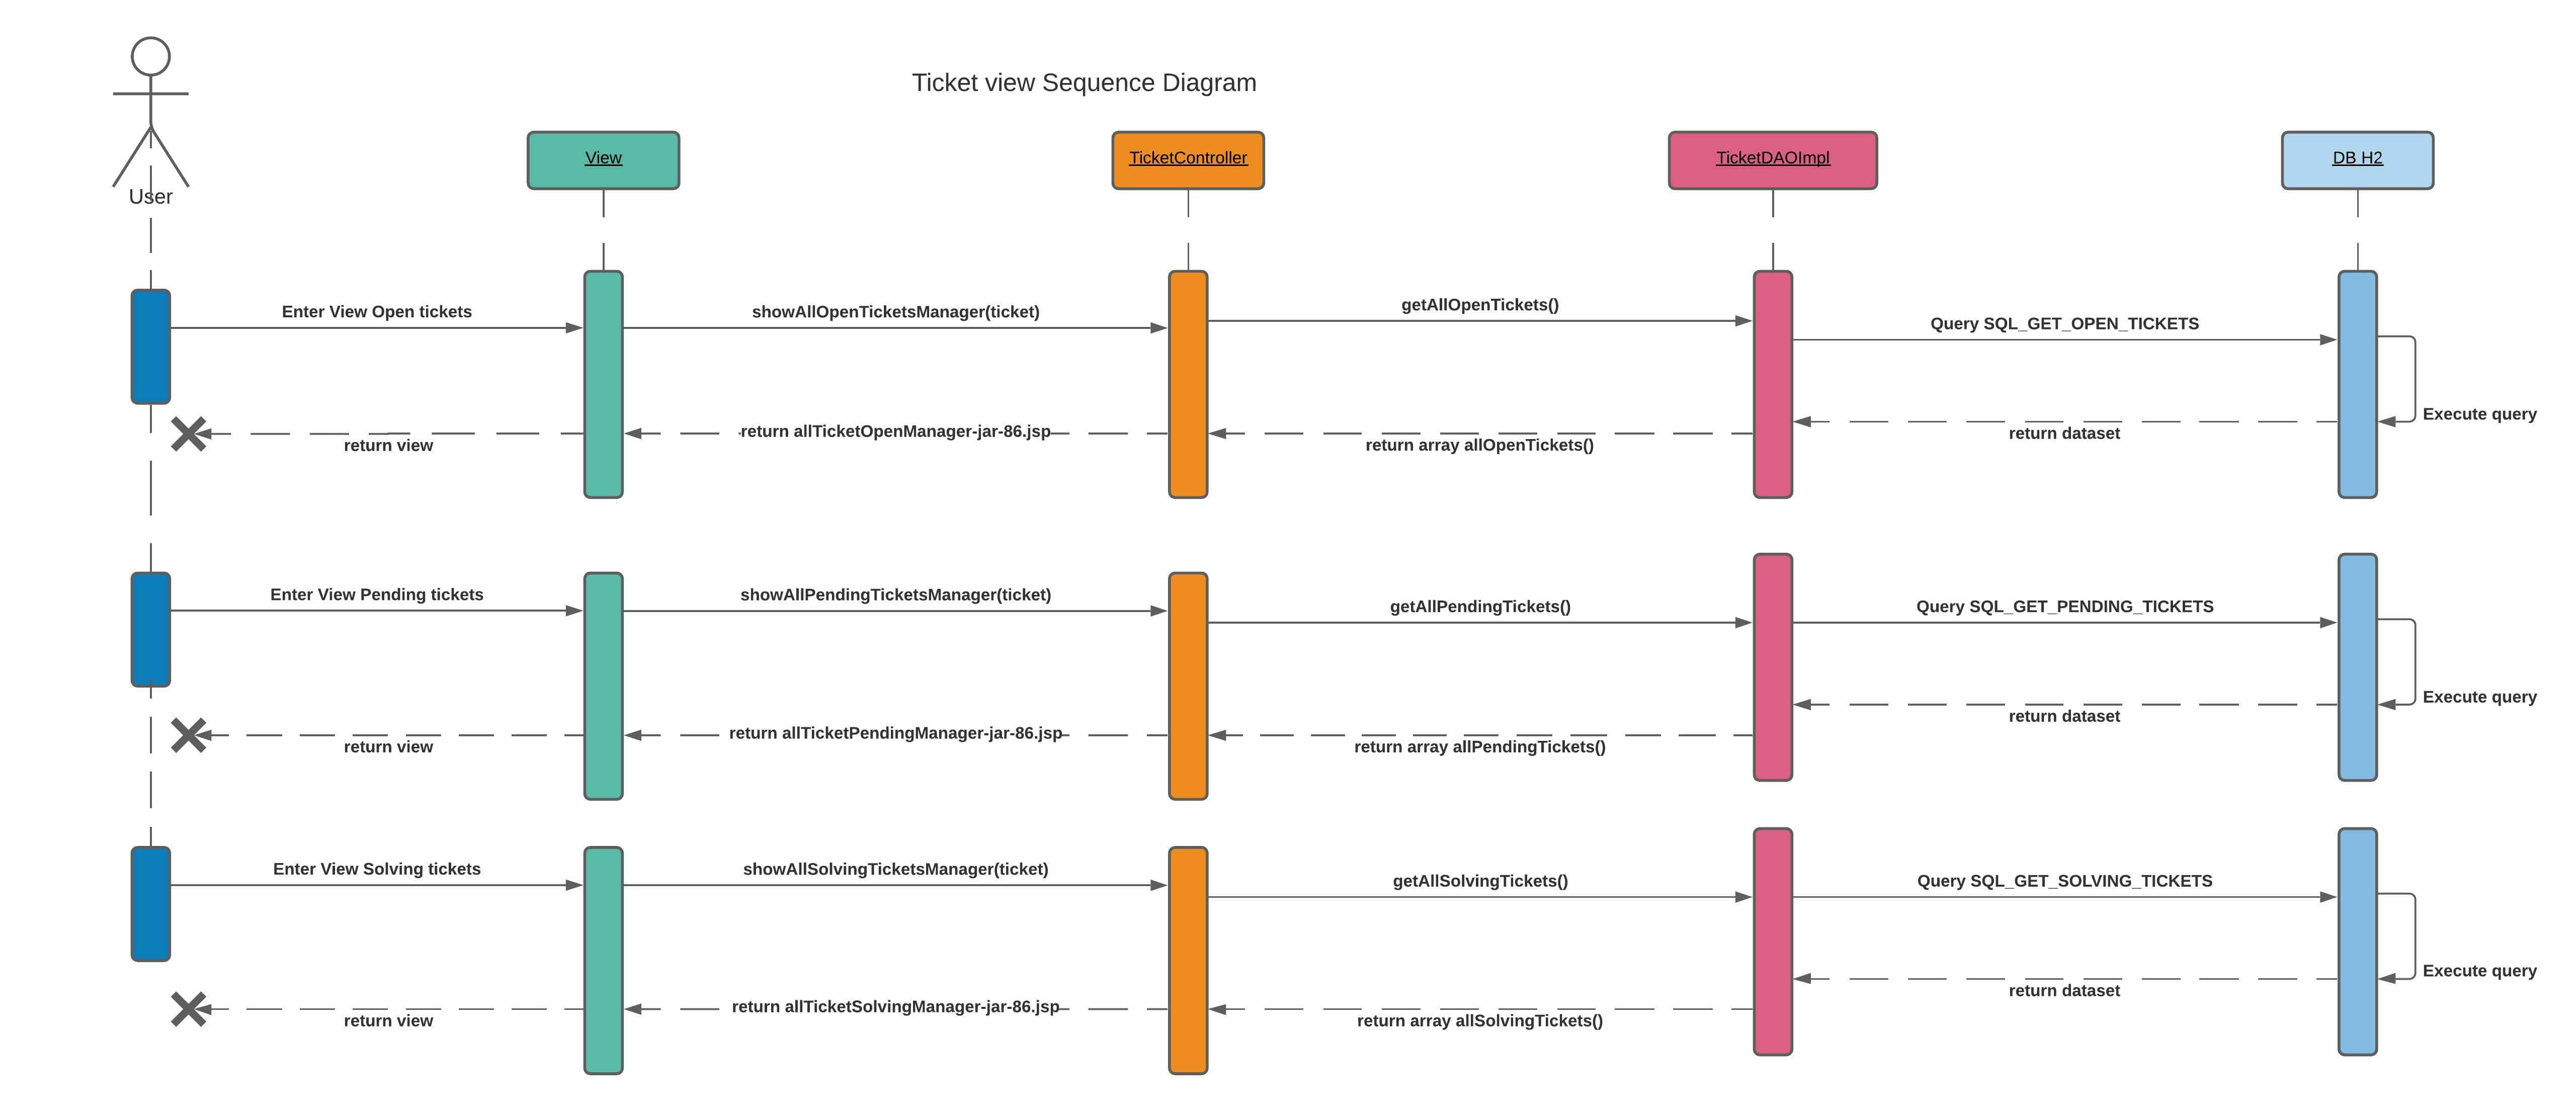 Ticket view Sequence Diagram
User
View
TicketController
TicketDAOImpl
DB H2
Enter View Open tickets
showAllOpenTicketsManager(ticket)
getAllOpenTickets()
Query SQL_GET_OPEN_TICKETS
Execute query
return dataset
return array allOpenTickets()
return allTicketOpenManager-jar-86.jsp
return view
Enter View Pending tickets
showAllPendingTicketsManager(ticket)
getAllPendingTickets()
Query SQL_GET_PENDING_TICKETS
Execute query
return dataset
return array allPendingTickets()
return allTicketPendingManager-jar-86.jsp
return view
Enter View Solving tickets
showAllSolvingTicketsManager(ticket)
getAllSolvingTickets()
Query SQL_GET_SOLVING_TICKETS
Execute query
return dataset
return array allSolvingTickets()
return allTicketSolvingManager-jar-86.jsp
return view